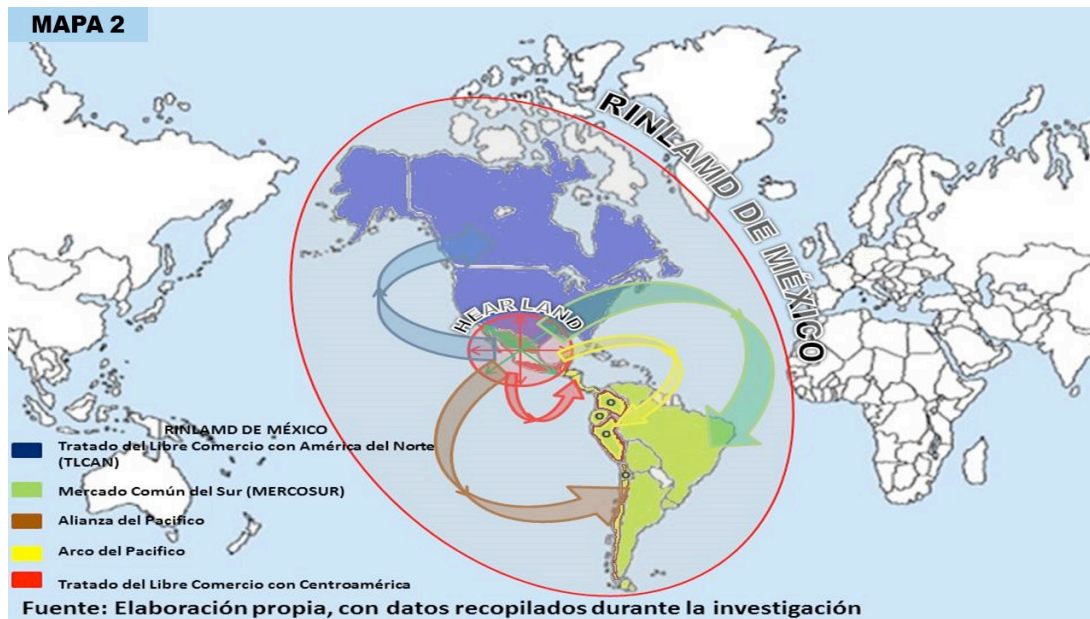 MAPA 2
RINLAMD DE MÉXICO
HEAR LAND
RINLAMD DE MÉXICO
Tratado del Libre Comercio con América del Norte
(TLCAN)
Mercado Común del Sur (MERCOSUR)
Alianza del Pacifico
Arco del Pacifico
Tratado del Libre Comercio con Centroamérica
Fuente: Elaboración propia, con datos recopilados durante la investigación